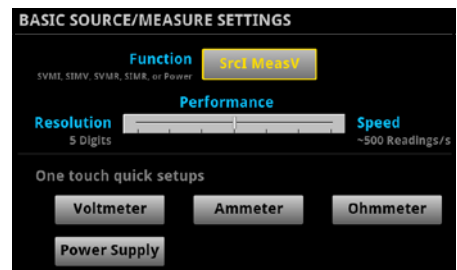 BASIC SOURCE/MEASURE SETTINGS
Function
SVMI, SIMV, SVMR, SIMR, or Power
SrcI MeasV
Performance
Resolution
5 Digits
Speed
~500 Readings/s
One touch quick setups
Voltmeter
Ammeter
Ohmmeter
Power Supply